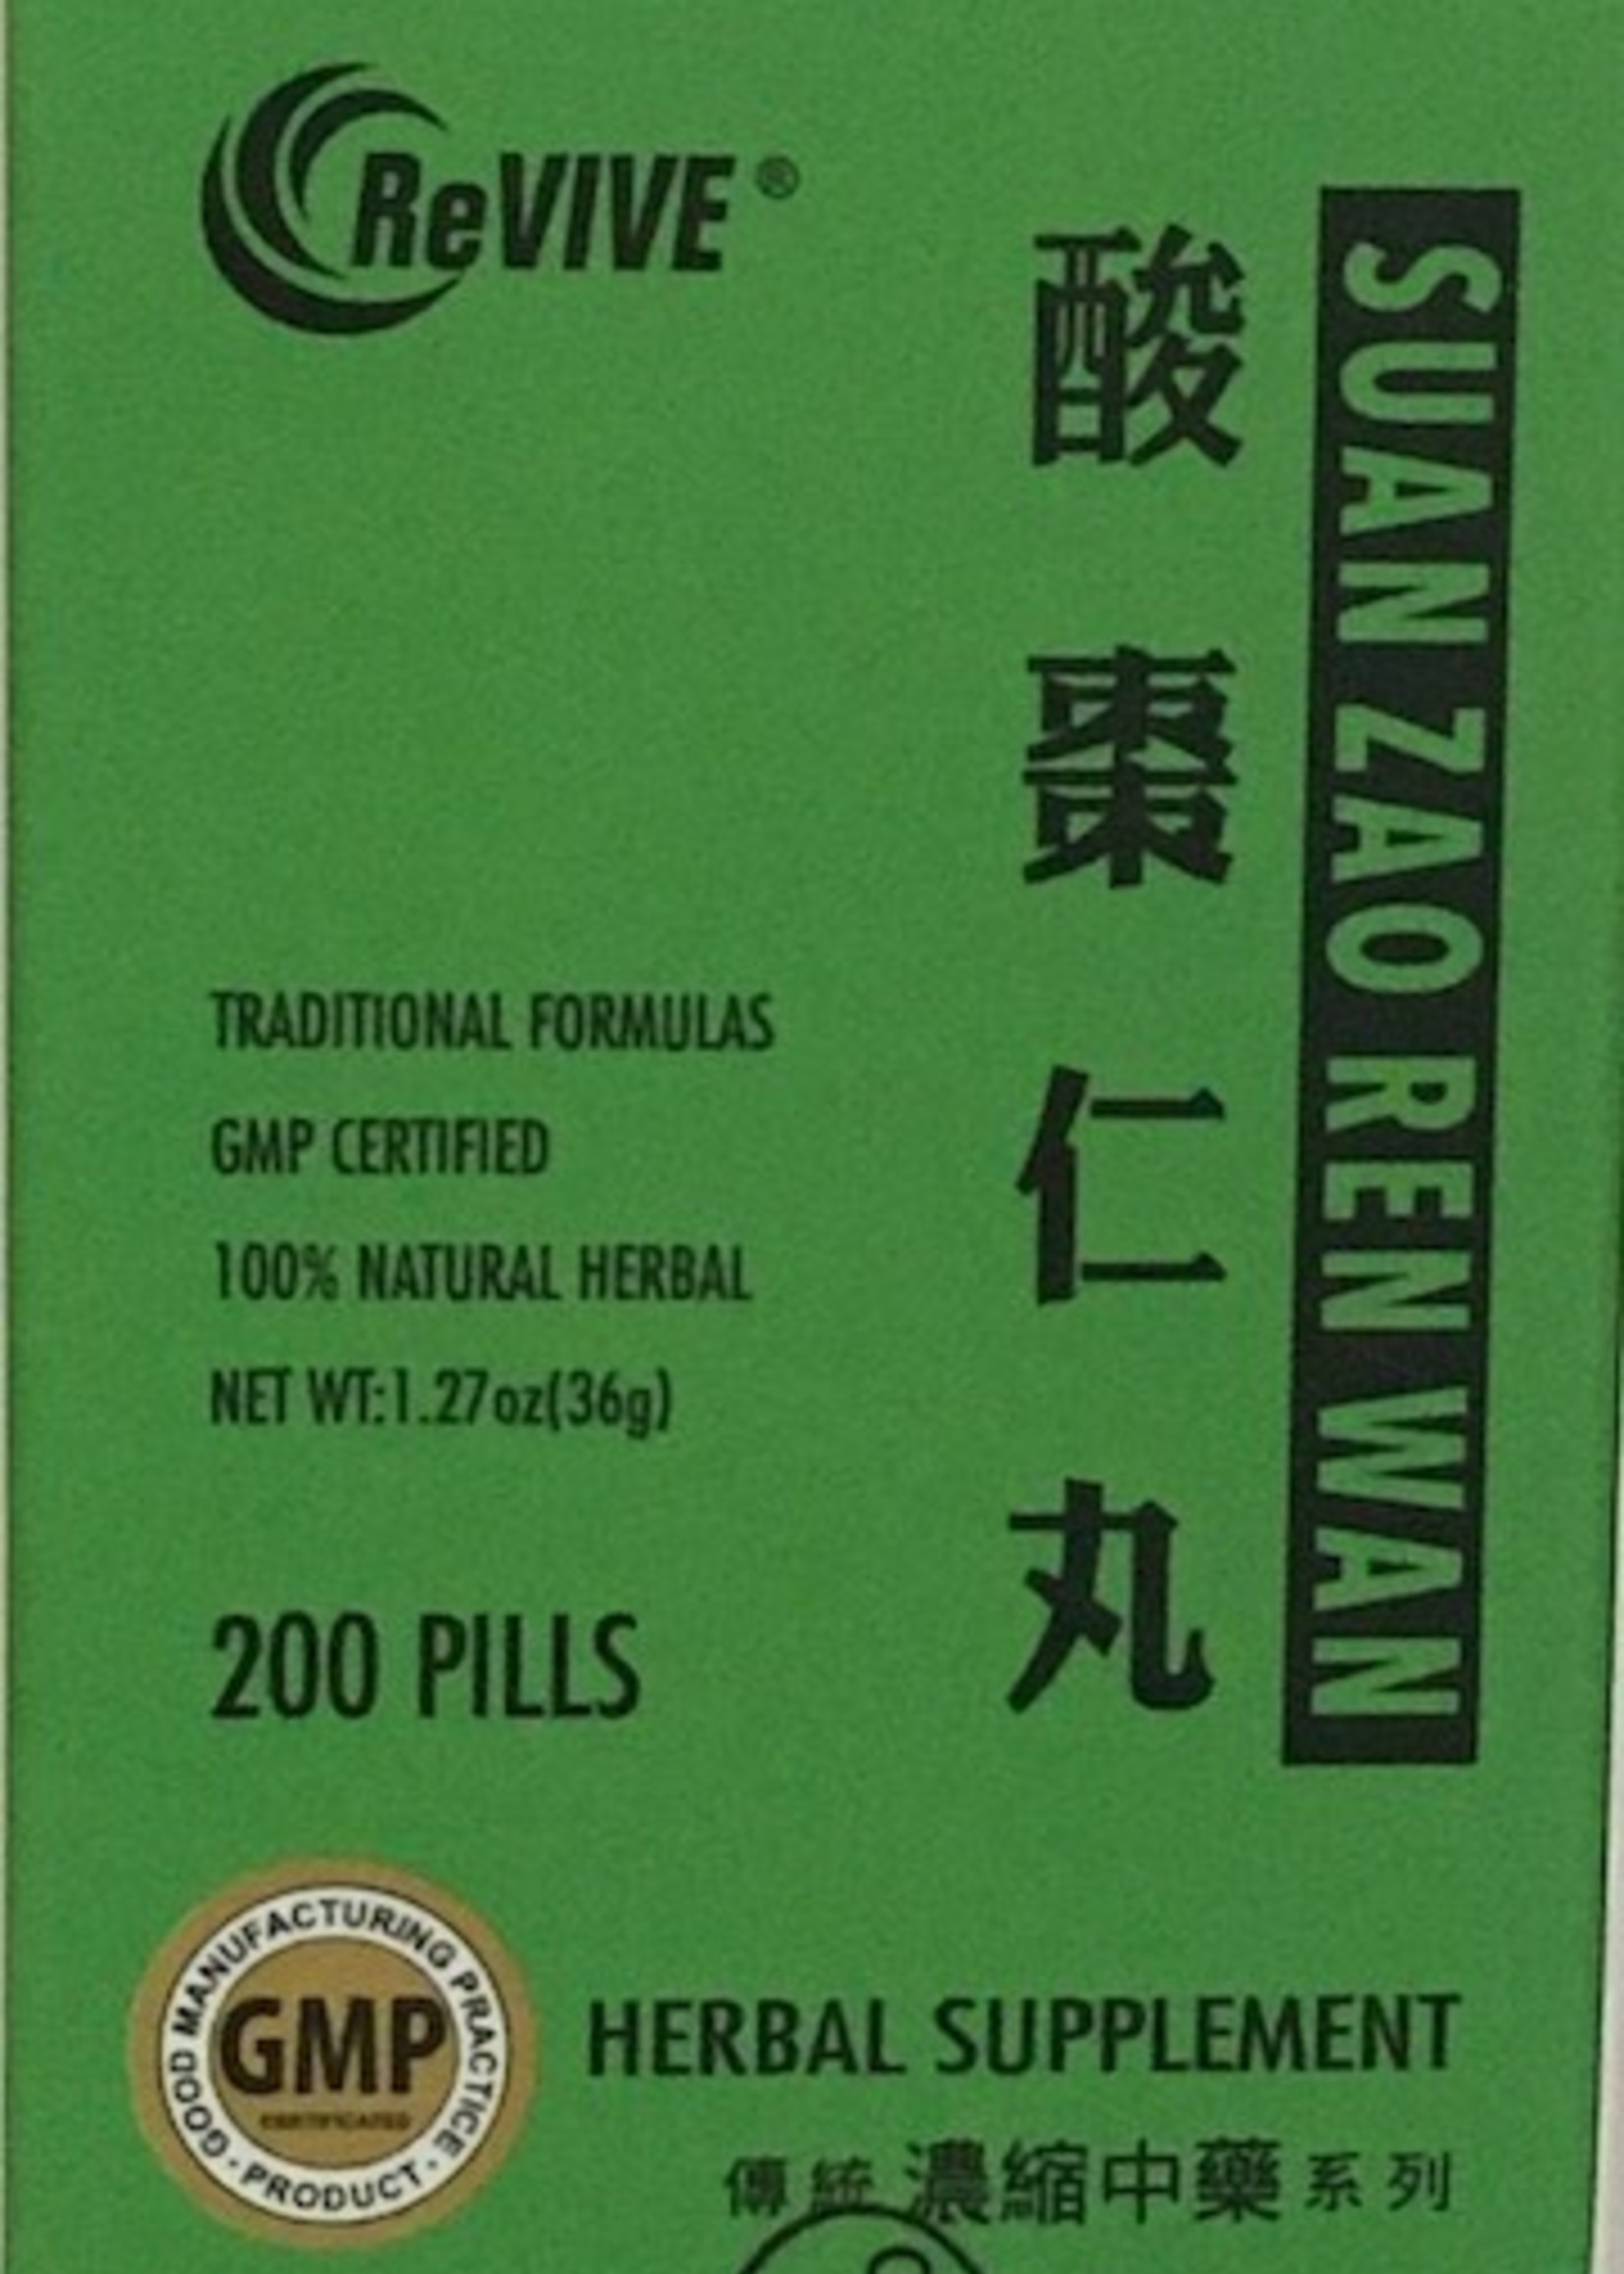 ReVIVE®
SUAN ZAO REN WAN
酸棗仁丸
TRADITIONAL FORMULAS
GMP CERTIFIED
100% NATURAL HERBAL
NET WT:1.27oz(36g)
200 PILLS
GOOD MANUFACTURING PRACTICE · PRODUCT ·
GMP
CERTIFICATED
HERBAL SUPPLEMENT
傳統濃縮中藥系列